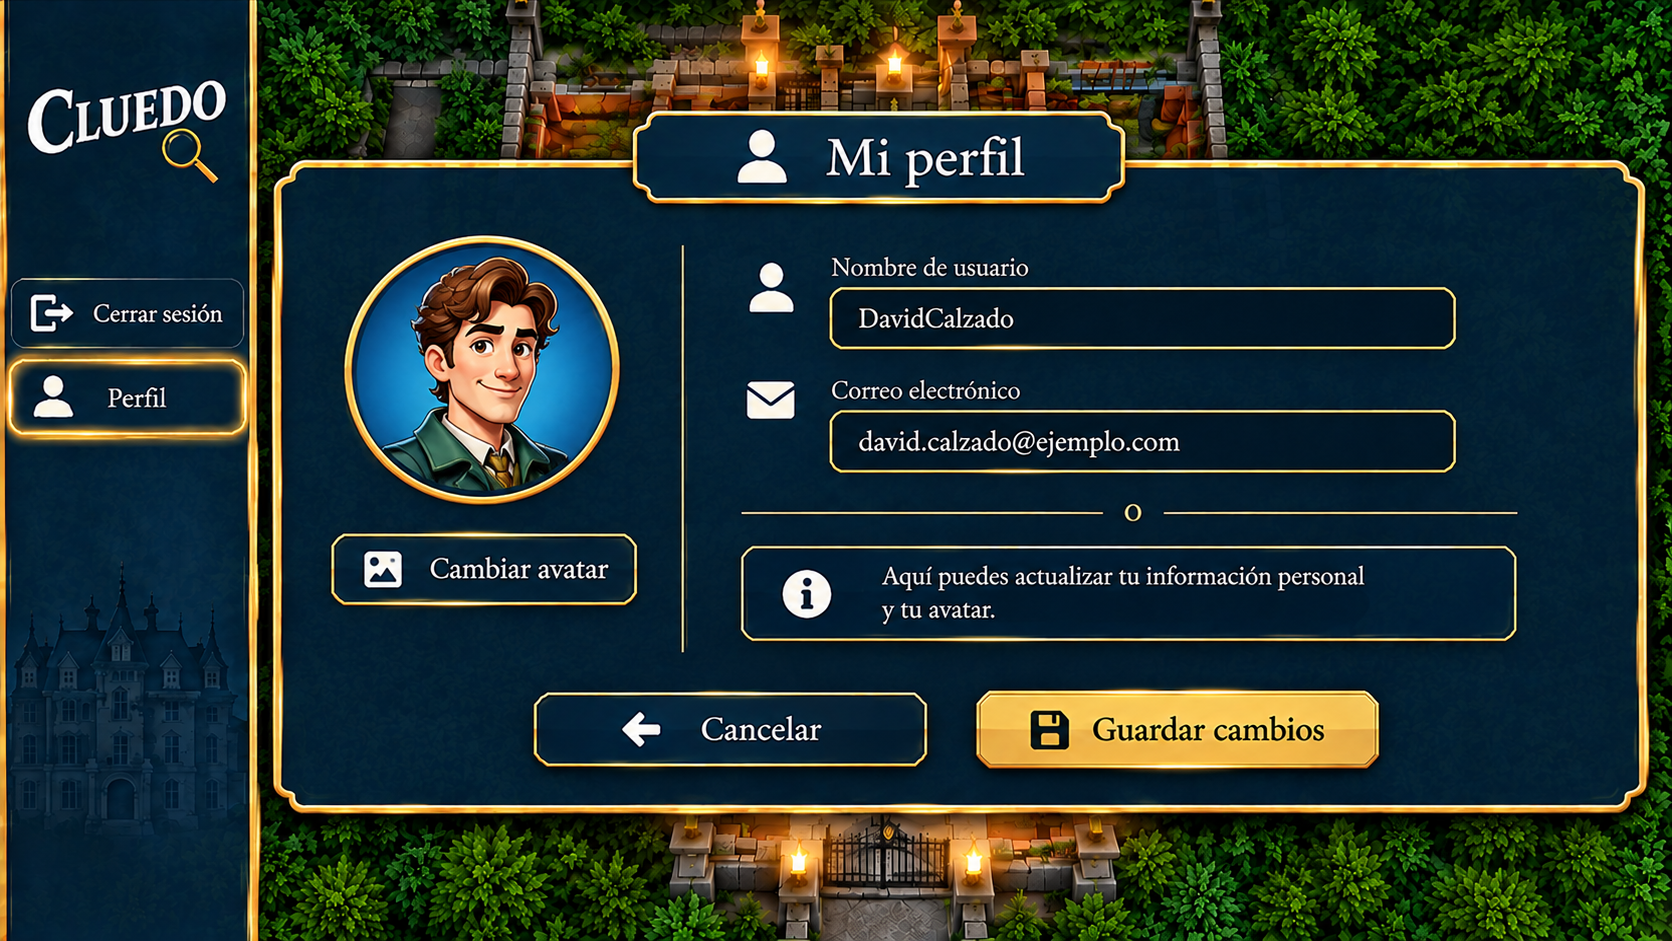 CLUEDO
Cerrar sesión
Perfil
Mi perfil
Cambiar avatar
Nombre de usuario
DavidCalzado
Correo electrónico
david.calzado@ejemplo.com
O
Aquí puedes actualizar tu información personal
y tu avatar.
Cancelar
Guardar cambios